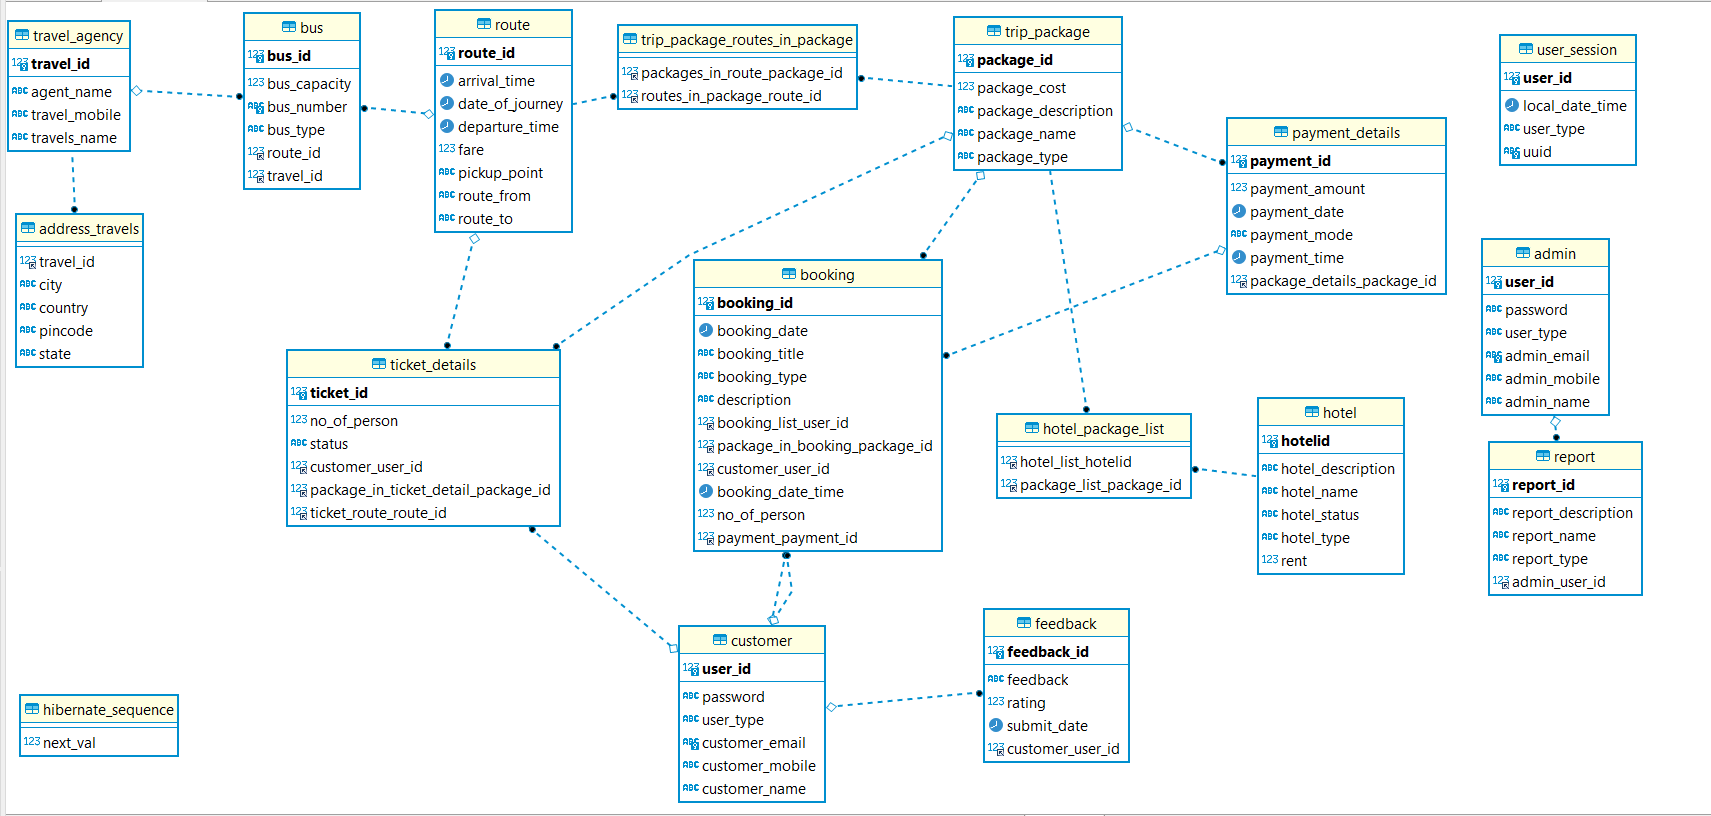 travel_agency
travel_id
agent_name
travel_mobile
travels_name
bus
bus_id
bus_capacity
bus_number
bus_type
route_id
travel_id
route
route_id
arrival_time
date_of_journey
departure_time
fare
pickup_point
route_from
route_to
trip_package_routes_in_package
packages_in_route_package_id
routes_in_package_route_id
trip_package
package_id
package_cost
package_description
package_name
package_type
payment_details
payment_id
payment_amount
payment_date
payment_mode
payment_time
package_details_package_id
user_session
user_id
local_date_time
user_type
uuid
address_travels
travel_id
city
country
pincode
state
ticket_details
ticket_id
no_of_person
status
customer_user_id
package_in_ticket_detail_package_id
ticket_route_route_id
booking
booking_id
booking_date
booking_title
booking_type
description
booking_list_user_id
package_in_booking_package_id
customer_user_id
booking_date_time
no_of_person
payment_payment_id
hotel_package_list
hotel_list_hotelid
package_list_package_id
hotel
hotelid
hotel_description
hotel_name
hotel_status
hotel_type
rent
admin
user_id
password
user_type
admin_email
admin_mobile
admin_name
report
report_id
report_description
report_name
report_type
admin_user_id
hibernate_sequence
next_val
customer
user_id
password
user_type
customer_email
customer_mobile
customer_name
feedback
feedback_id
feedback
rating
submit_date
customer_user_id